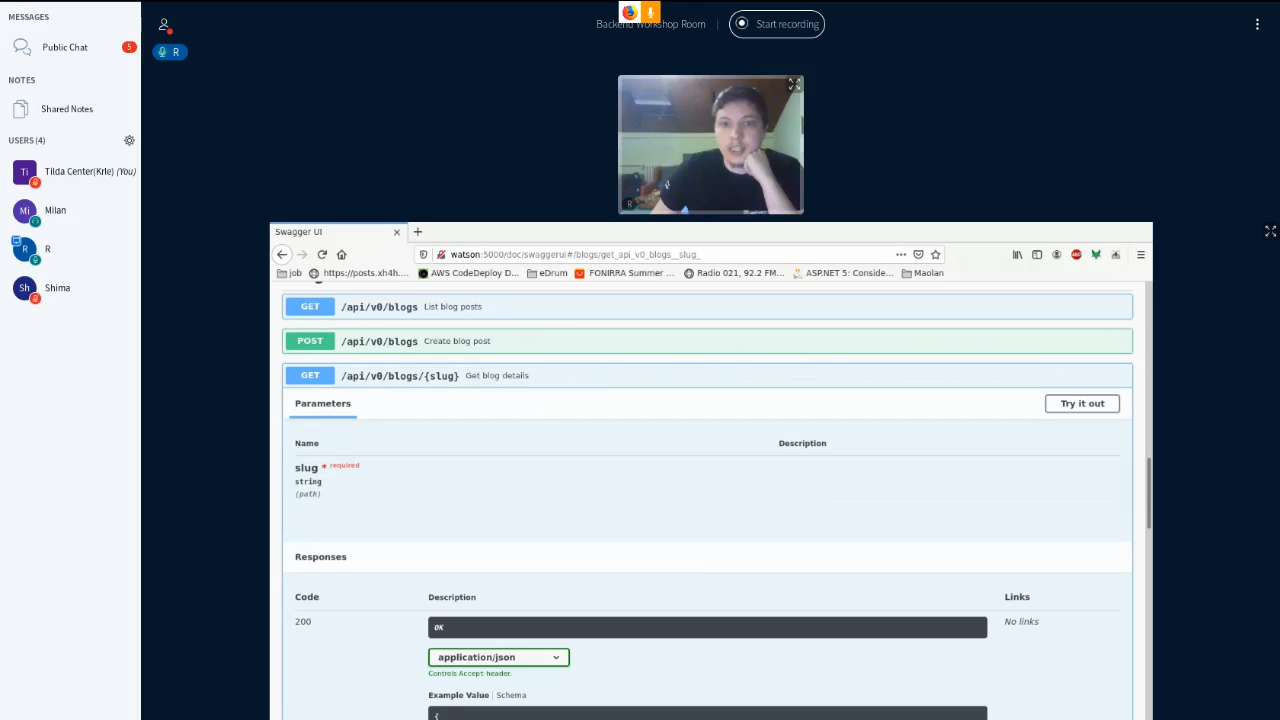 MESSAGES
Public Chat
5
NOTES
Shared Notes
USERS (4)
Ti
Tilda Center(Krle) (You)
Mi
Milan
R
R
Sh
Shima
R
Backend Workshop Room
Start recording
R
Swagger UI
watson:5000/doc/swaggerui#/blogs/get_api_v0_blogs__slug_
job
https://posts.xh4h....
AWS CodeDeploy D...
eDrum
FONIRRA Summer ...
Radio 021, 92.2 FM...
ASP.NET 5: Conside...
Maolan
GET /api/v0/blogs List blog posts
POST /api/v0/blogs Create blog post
GET /api/v0/blogs/{slug} Get blog details
Parameters
Try it out
Name Description
slug * required
string
(path)
Responses
Code Description Links
200 OK No links
application/json
Controls Accept header.
Example Value | Schema
{